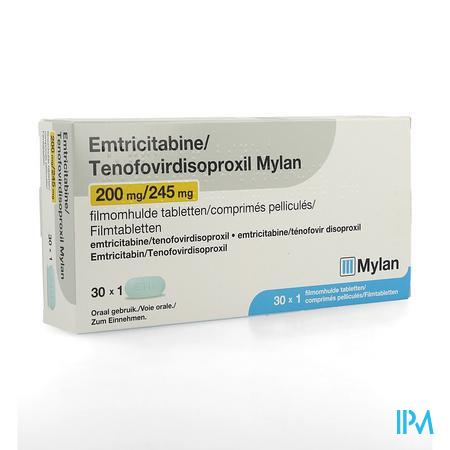 Emtricitabine/
Tenofovirdisoproxil Mylan
200 mg/245 mg
filmomhulde tabletten/comprimés pelliculés/
Filmtabletten
emtricitabine/tenofovirdisoproxil • emtricitabine/ténofovir disoproxil
Emtricitabin/Tenofovirdisoproxil
30 x 1
Oraal gebruik./Voie orale./
Zum Einnehmen.
30 x 1
filmomhulde tabletten/
comprimés pelliculés/Filmtabletten
Mylan
Emtricitabine/
Tenofovirdisoproxil Mylan
200 mg/245 mg
30 x 1
IPM